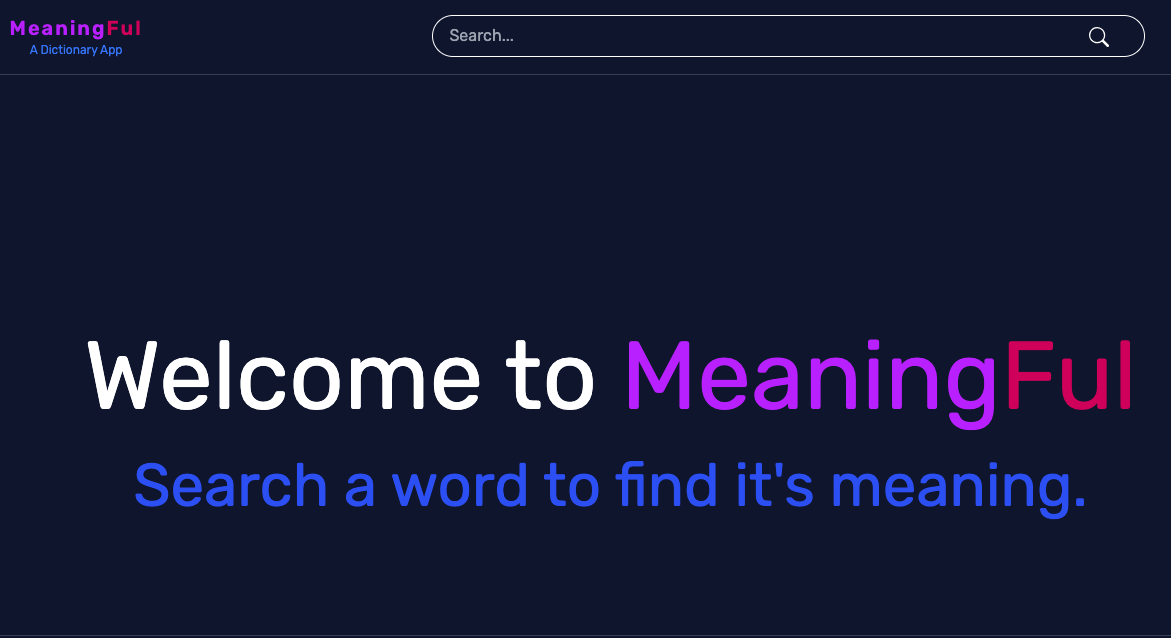 MeaningFul
A Dictionary App
Search...
Welcome to MeaningFul
Search a word to find it's meaning.